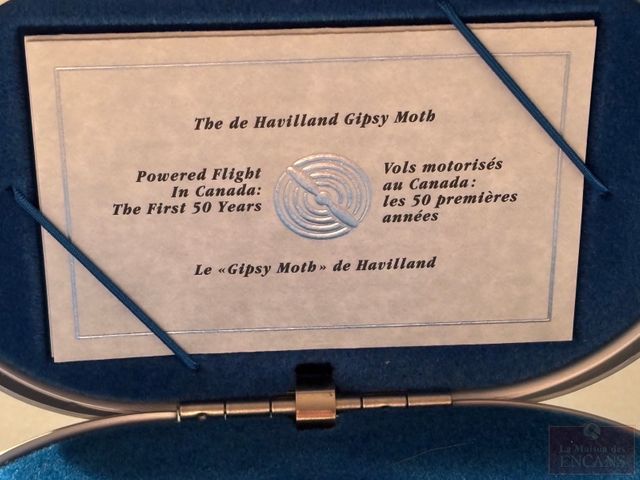 The de Havilland Gipsy Moth
Powered Flight
In Canada:
The First 50 Years
Vols motorisés
au Canada:
les 50 premières
années
Le «Gipsy Moth» de Havilland
La Maison des
ENCANS